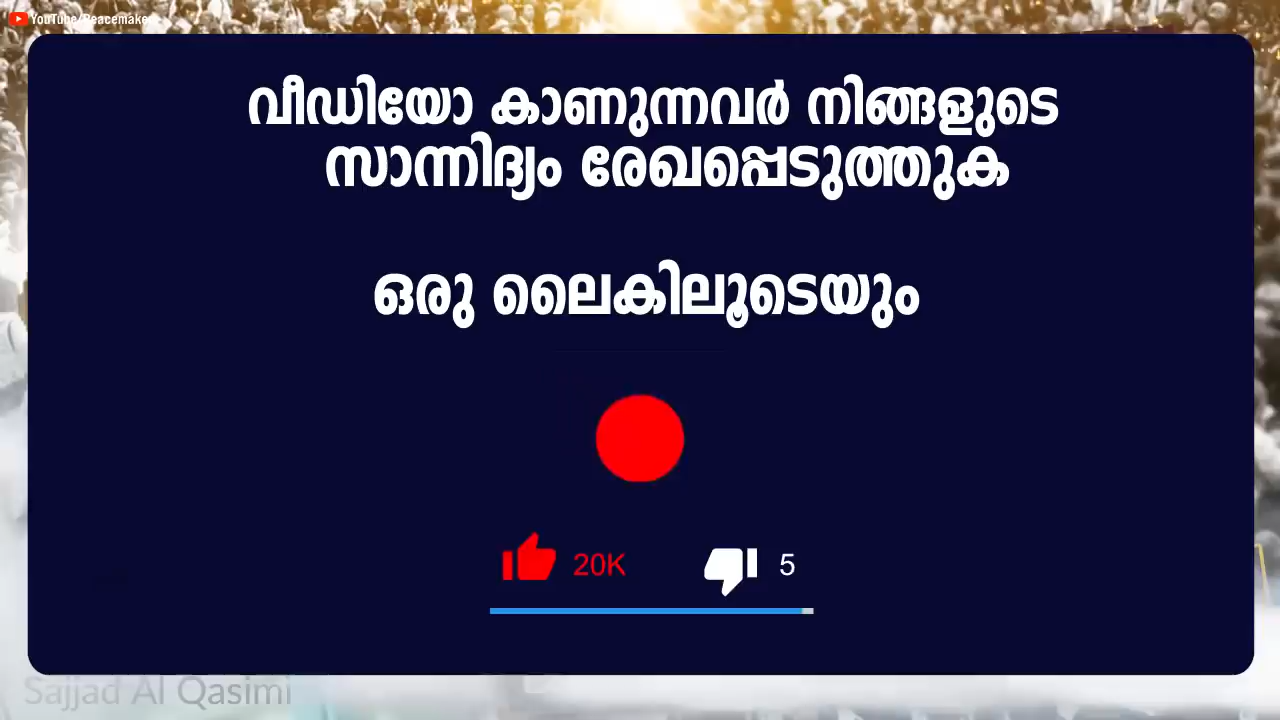 YouTube/Peacemaker
വീഡിയോ കാണുന്നവർ നിങ്ങളുടെ
സാന്നിദ്യം രേഖപ്പെടുത്തുക
ഒരു ലൈകിലൂടെയും
20K 5
Sajjad Al Qasimi